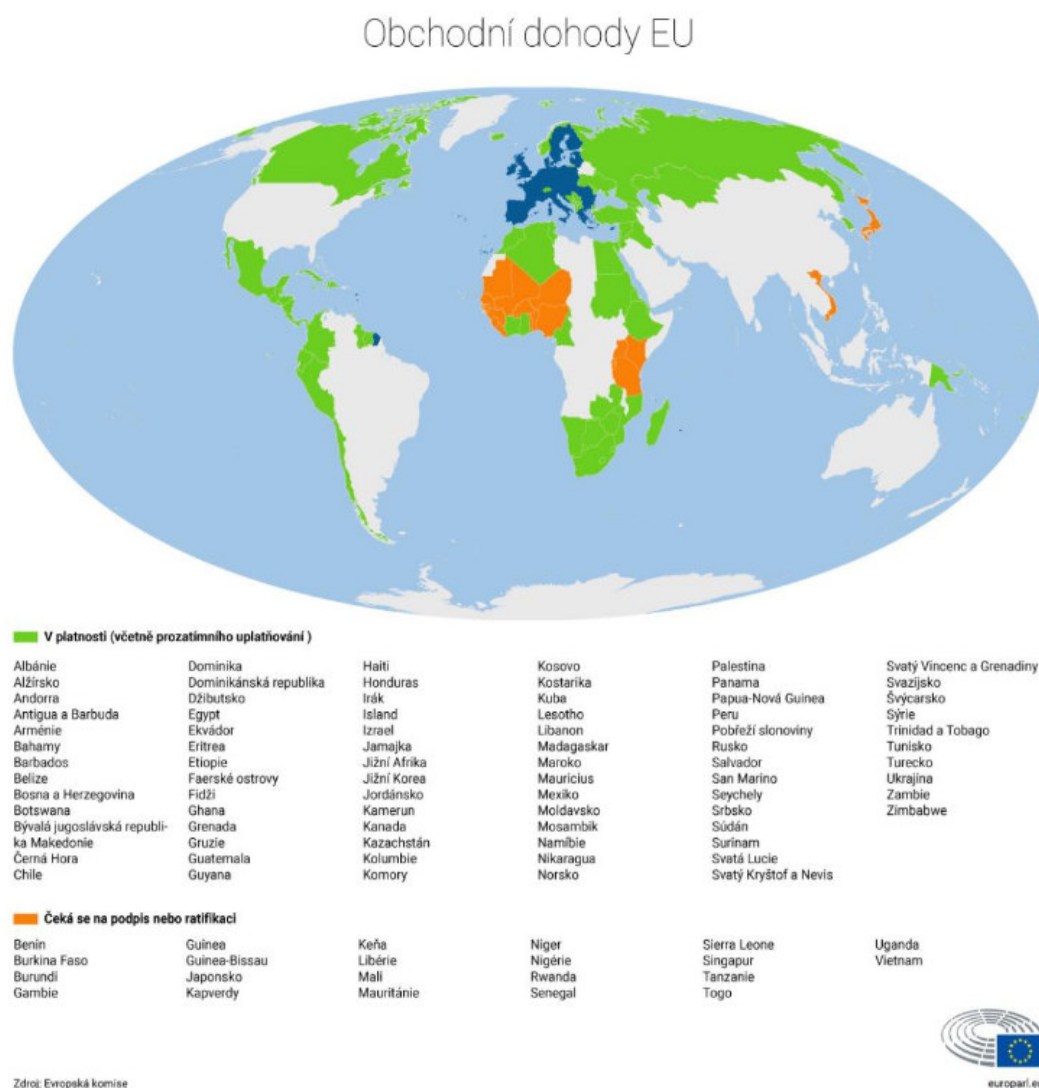 Obchodní dohody EU
V platnosti (včetně prozatímního uplatňování )
Albánie
Alžírsko
Andorra
Antigua a Barbuda
Arménie
Bahamy
Barbados
Belize
Bosna a Herzegovina
Botswana
Bývalá jugoslávská republi-
ka Makedonie
Černá Hora
Chile
Dominika
Dominikánská republika
Džibutsko
Egypt
Ekvádor
Eritrea
Etiopie
Faerské ostrovy
Fidži
Ghana
Grenada
Gruzie
Guatemala
Guyana
Haiti
Honduras
Irák
Island
Izrael
Jamajka
Jižní Afrika
Jižní Korea
Jordánsko
Kamerun
Kanada
Kazachstán
Kolumbie
Komory
Kosovo
Kostarika
Kuba
Lesotho
Libanon
Madagaskar
Maroko
Mauricius
Mexiko
Moldavsko
Mosambik
Namíbie
Nikaragua
Norsko
Palestina
Panama
Papua-Nová Guinea
Peru
Pobřeží slonoviny
Rusko
Salvador
San Marino
Seychely
Srbsko
Súdán
Surinam
Svatá Lucie
Svatý Kryštof a Nevis
Svatý Vincenc a Grenadiny
Svazijsko
Švýcarsko
Sýrie
Trinidad a Tobago
Tunisko
Turecko
Ukrajina
Zambie
Zimbabwe
Čeká se na podpis nebo ratifikaci
Benin
Burkina Faso
Burundi
Gambie
Guinea
Guinea-Bissau
Japonsko
Kapverdy
Keňa
Libérie
Mali
Mauritánie
Niger
Nigérie
Rwanda
Senegal
Sierra Leone
Singapur
Tanzanie
Togo
Uganda
Vietnam
Zdroj: Evropská komise
europarl.eu